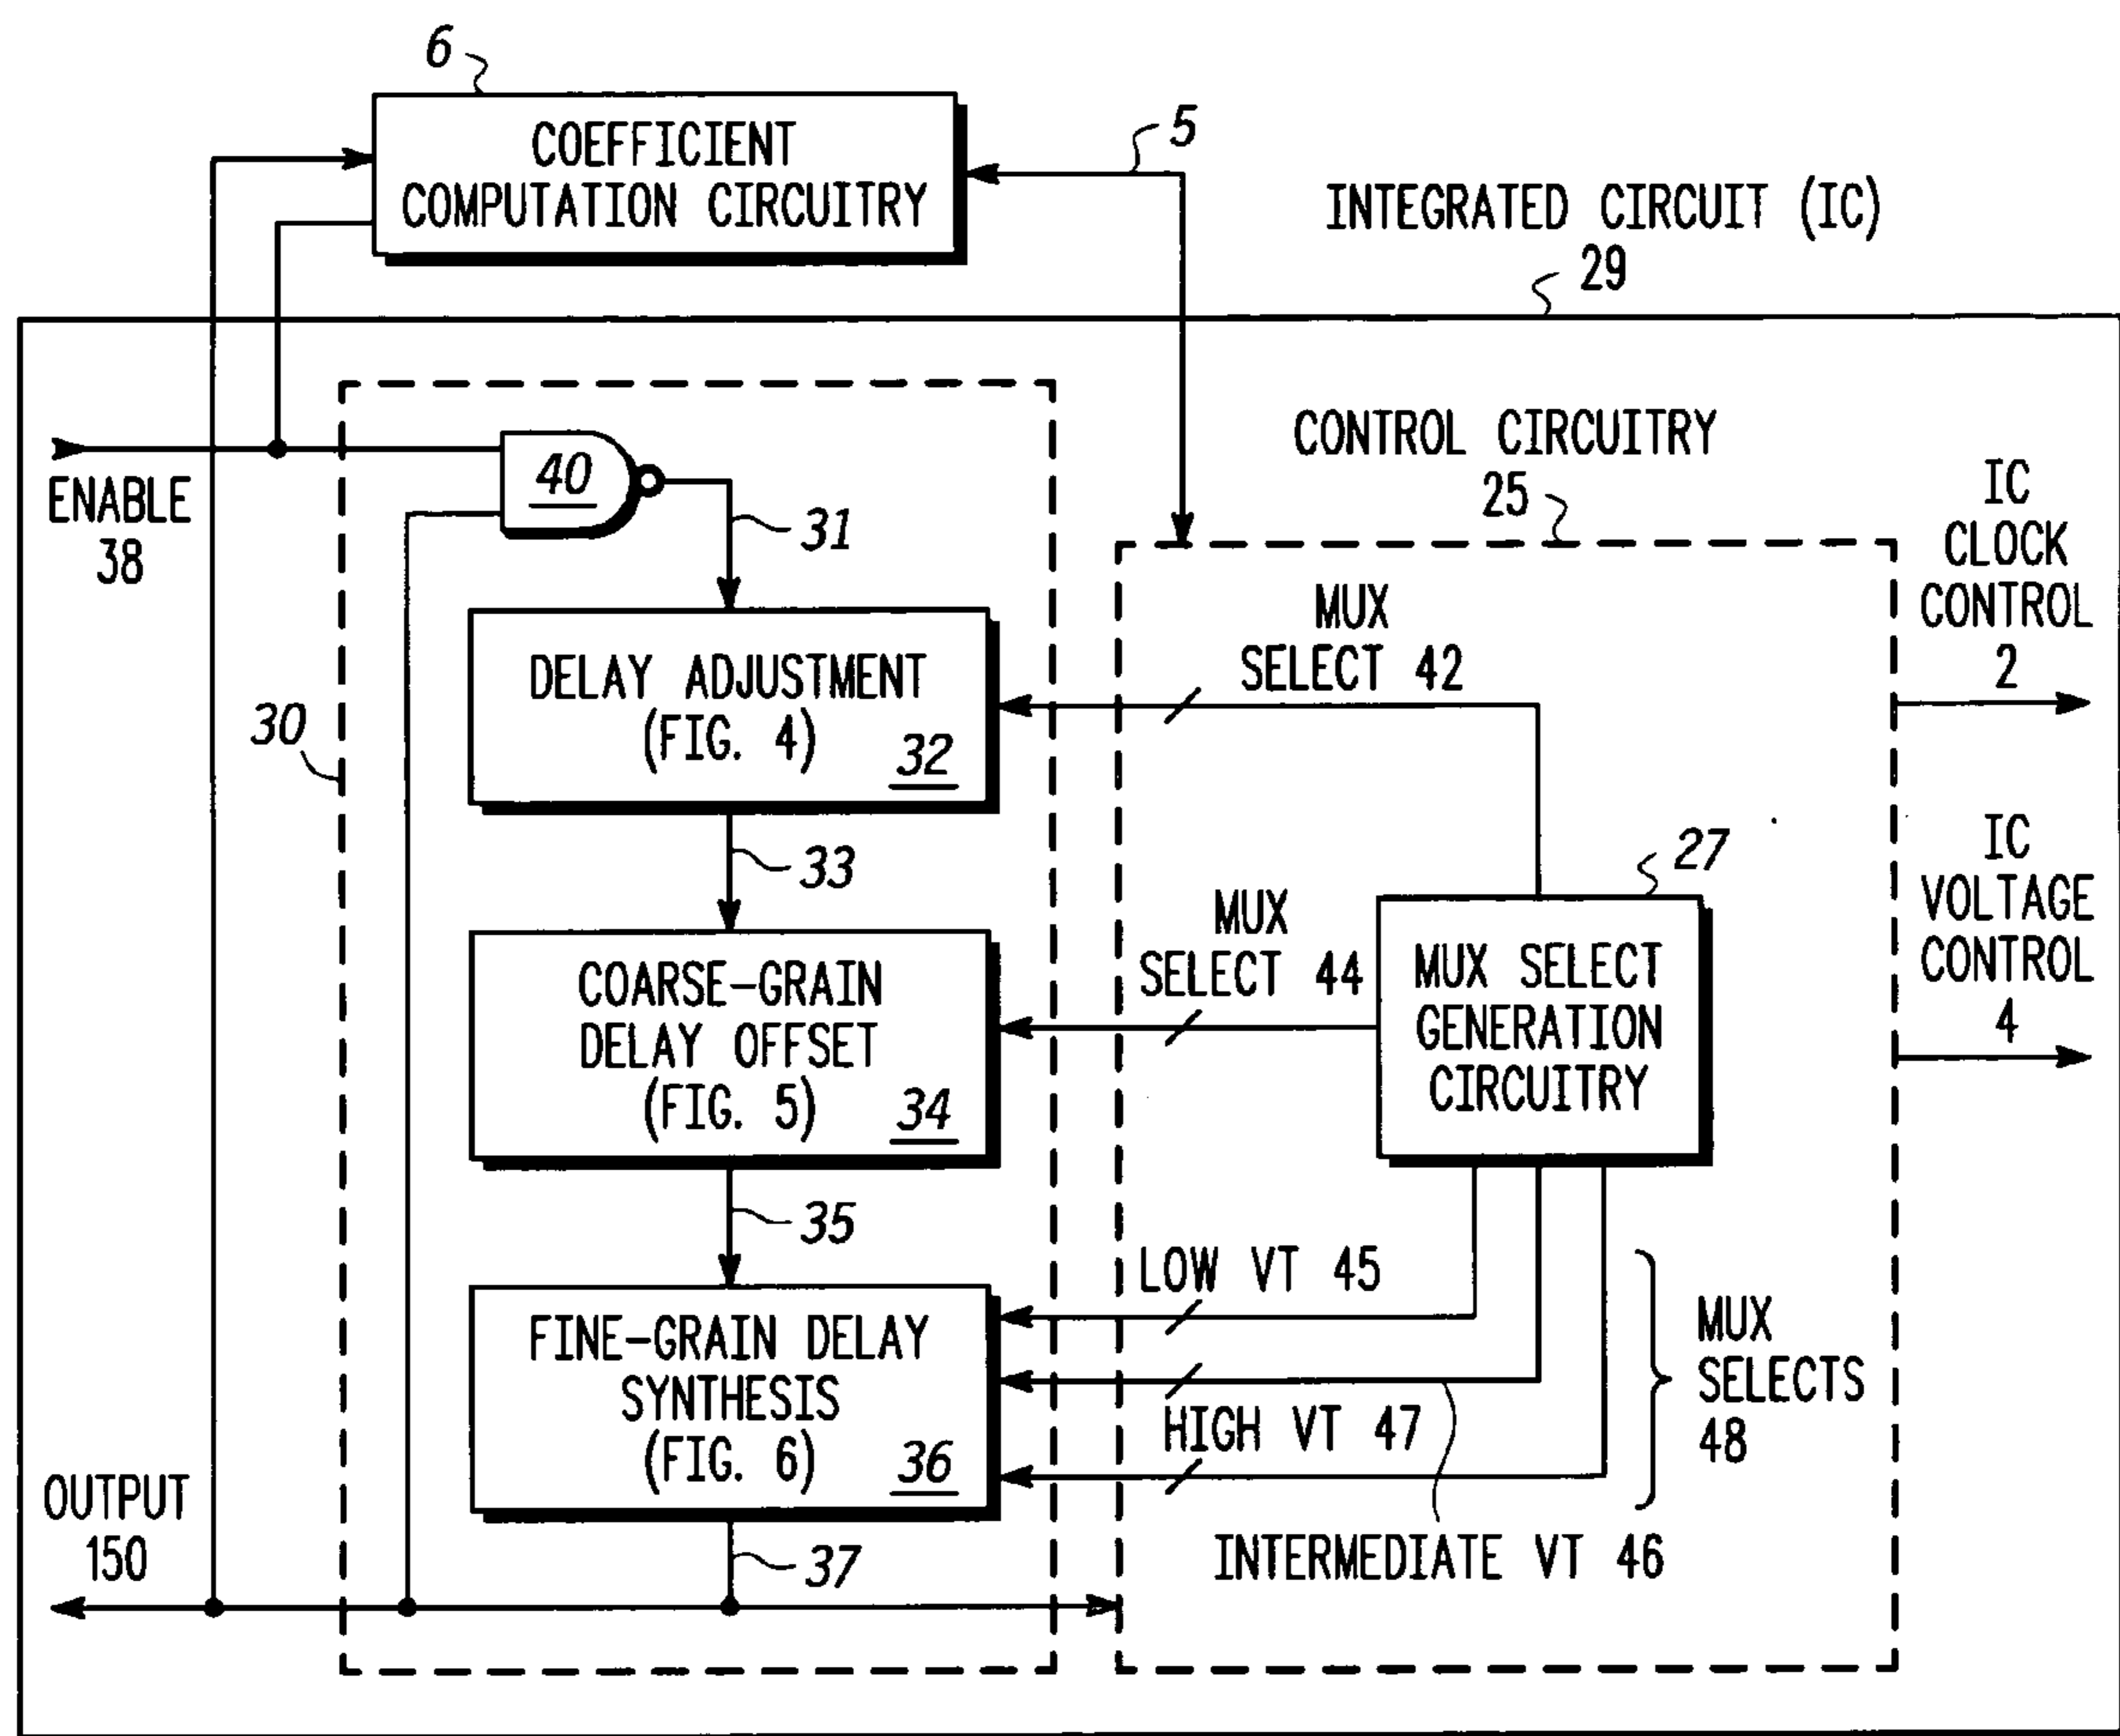 6
COEFFICIENT
COMPUTATION CIRCUITRY
5
INTEGRATED CIRCUIT (IC)
29
ENABLE
38
40
31
CONTROL CIRCUITRY
25
IC
CLOCK
CONTROL
2
MUX
SELECT 42
30
DELAY ADJUSTMENT
(FIG. 4)
32
33
27
IC
VOLTAGE
CONTROL
4
MUX
SELECT 44
MUX SELECT
GENERATION
CIRCUITRY
COARSE-GRAIN
DELAY OFFSET
(FIG. 5)
34
35
LOW VT 45
FINE-GRAIN DELAY
SYNTHESIS
(FIG. 6)
36
HIGH VT 47
MUX
SELECTS
48
INTERMEDIATE VT 46
OUTPUT
150
37